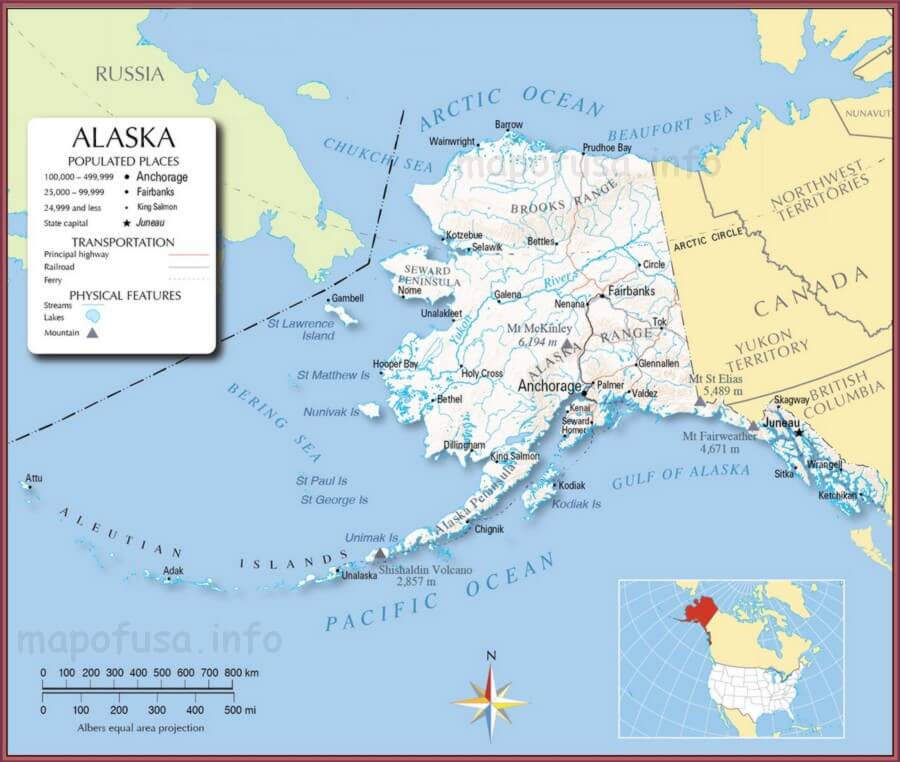 RUSSIA
ARCTIC OCEAN
CHUKCHI SEA
BEAUFORT SEA
mapofusa.info
NUNAVUT
NORTHWEST
TERRITORIES
CANADA
YUKON
TERRITORY
BRITISH
COLUMBIA
ALASKA
POPULATED PLACES
100,000 – 499,999 Anchorage
25,000 – 99,999 Fairbanks
24,999 and less King Salmon
State capital Juneau
TRANSPORTATION
Principal highway
Railroad
Ferry
PHYSICAL FEATURES
Streams
Lakes
Mountain
Barrow
Wainwright
Prudhoe Bay
BROOKS RANGE
ARCTIC CIRCLE
Kotzebue
Selawik
Bettles
SEWARD
PENINSULA
Nome
Circle
Gambell
St Lawrence
Island
Unalakleet
Galena
Yukon River
Fairbanks
Nenana
Mt McKinley
6,194 m
ALASKA RANGE
Tok
St Matthew Is
Hooper Bay
Holy Cross
Glennallen
Mt St Elias
5,489 m
BERING SEA
Nunivak Is
Bethel
Anchorage
Palmer
Valdez
Kenai
Seward
Homer
Skagway
Juneau
Mt Fairweather
4,671 m
Dillingham
King Salmon
GULF OF ALASKA
Sitka
Wrangell
Ketchikan
Attu
St Paul Is
St George Is
Kodiak
Kodiak Is
Alaska Peninsula
Chignik
ALEUTIAN ISLANDS
Unimak Is
Shishaldin Volcano
2,857 m
Adak
Unalaska
PACIFIC OCEAN
mapofusa.info
N
0 100 200 300 400 500 600 700 800 km
0 100 200 300 400 500 mi
Albers equal area projection